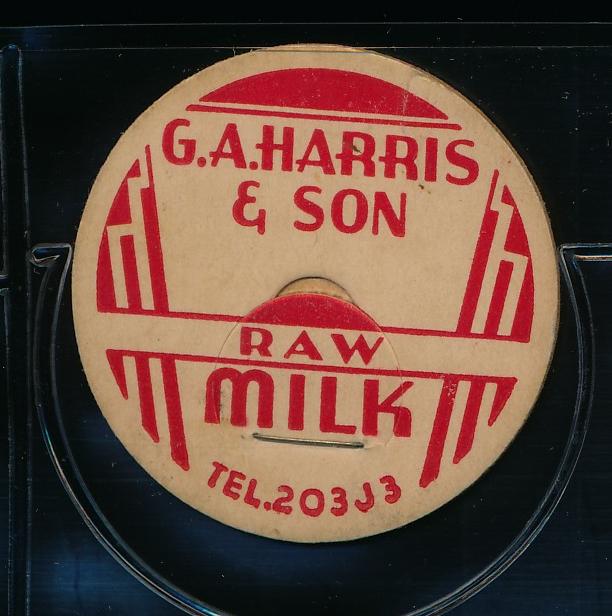 G.A.HARRIS
& SON
RAW
MILK
TEL.203J3